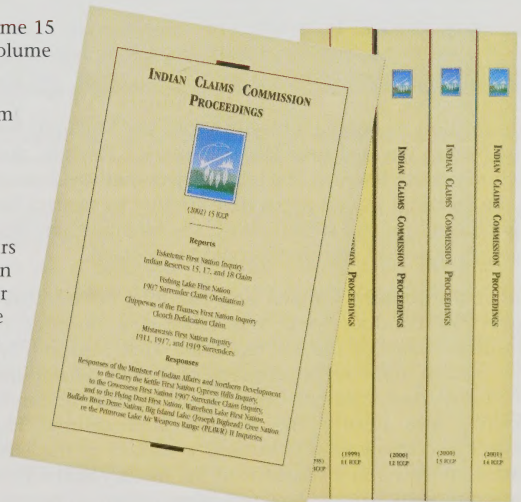 me 15
olume
m
rs
n
r
e
INDIAN CLAIMS COMMISSION
PROCEEDINGS
(2002) 15 ICCP
Reports
Esketemc First Nation Inquiry
Indian Reserves 15, 17, and 18 Claim
Fishing Lake First Nation
1907 Surrender Claim (Mediation)
Chippewas of the Thames First Nation Inquiry
Clench Defalcation Claim
Mistawasis First Nation Inquiry
1911, 1917, and 1919 Surrenders
Responses
Responses of the Minister of Indian Affairs and Northern Development
to the Carry the Kettle First Nation Cypress Hills Inquiry,
to the Cowessess First Nation 1907 Surrender Claim Inquiry,
and to the Flying Dust First Nation, Waterhen Lake First Nation,
Buffalo River Dene Nation, Big Island Lake (Joseph Bighead) Cree Nation
re the Primrose Lake Air Weapons Range (PLAWR) II Inquiries
COMMISSION PROCEEDINGS
INDIAN CLAIMS COMMISSION PROCEEDINGS
(1999)
11 ICCP
INDIAN CLAIMS COMMISSION PROCEEDINGS
(2000)
12 ICCP
INDIAN CLAIMS COMMISSION PROCEEDINGS
(2000)
13 ICCP
(2001)
14 ICCP